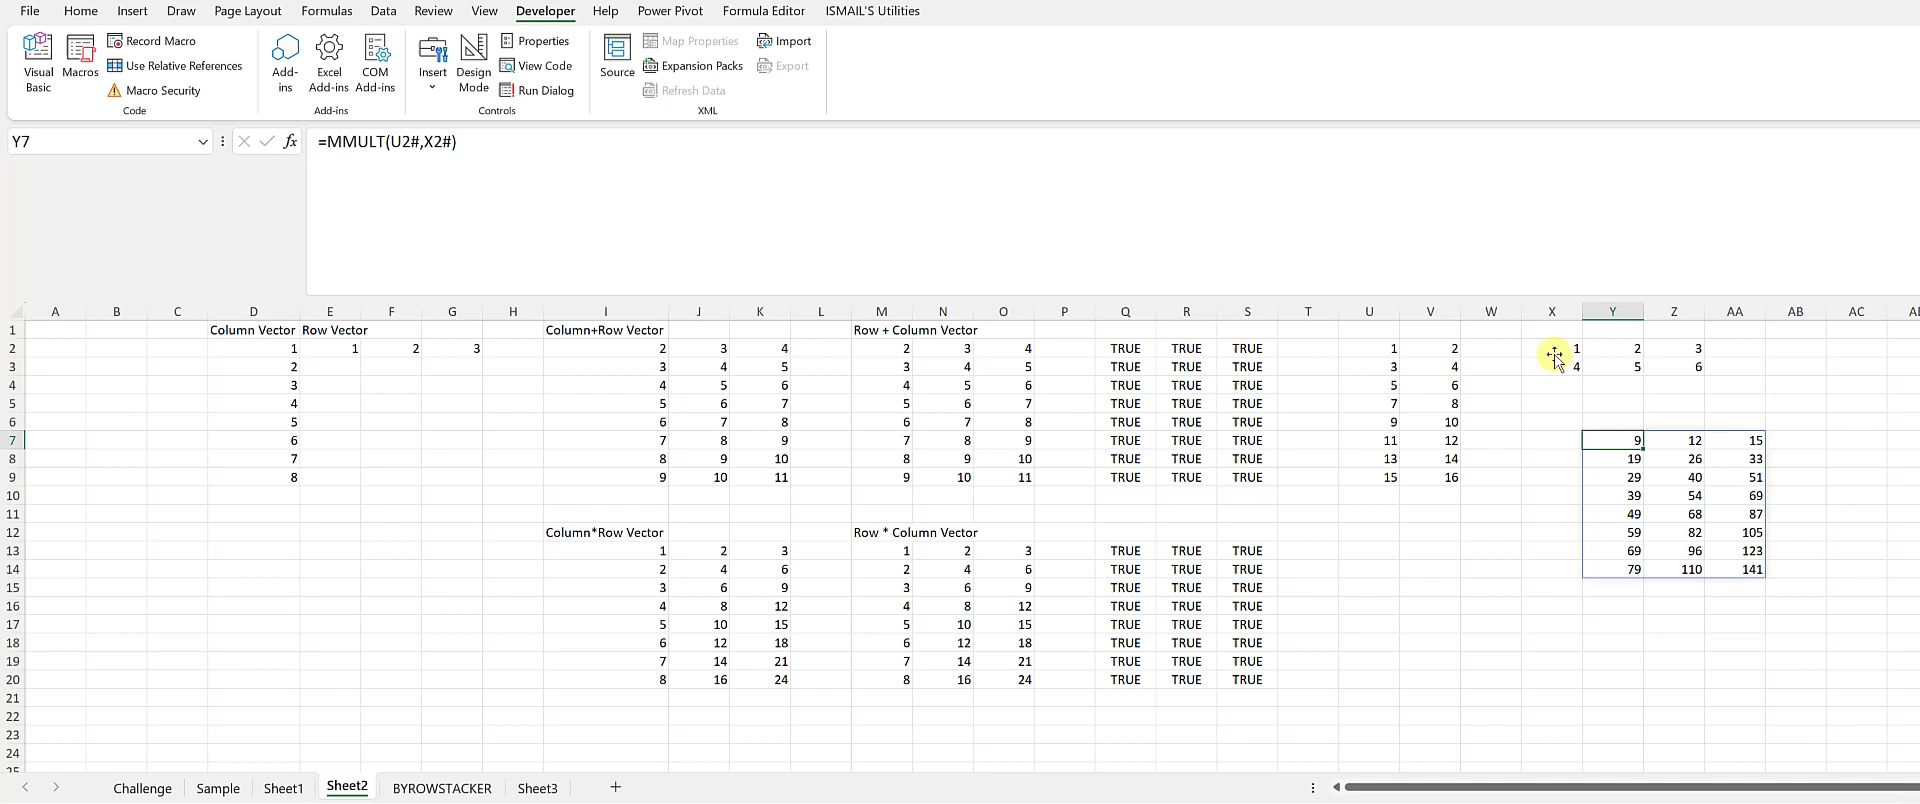 File Home Insert Draw Page Layout Formulas Data Review View Developer Help Power Pivot Formula Editor ISMAIL'S Utilities
Visual Basic
Macros
Record Macro
Use Relative References
Macro Security
Code
Add-ins
Excel Add-ins
COM Add-ins
Add-ins
Insert
Design Mode
Properties
View Code
Run Dialog
Controls
Source
Map Properties
Expansion Packs
Refresh Data
Import
Export
XML
Y7 fx =MMULT(U2#,X2#)
A B C D E F G H I J K L M N O P Q R S T U V W X Y Z AA AB AC
1 Column Vector Row Vector Column+Row Vector Row + Column Vector
2 1 1 2 3 2 3 4 2 3 4 TRUE TRUE TRUE 1 2 1 2 3
3 2 3 4 5 3 4 5 TRUE TRUE TRUE 3 4 4 5 6
4 3 4 5 6 4 5 6 TRUE TRUE TRUE 5 6
5 4 5 6 7 5 6 7 TRUE TRUE TRUE 7 8
6 5 6 7 8 6 7 8 TRUE TRUE TRUE 9 10
7 6 7 8 9 7 8 9 TRUE TRUE TRUE 11 12 9 12 15
8 7 8 9 10 8 9 10 TRUE TRUE TRUE 13 14 19 26 33
9 8 9 10 11 9 10 11 TRUE TRUE TRUE 15 16 29 40 51
10 39 54 69
11 49 68 87
12 Column*Row Vector Row * Column Vector 59 82 105
13 1 2 3 1 2 3 TRUE TRUE TRUE 69 96 123
14 2 4 6 2 4 6 TRUE TRUE TRUE 79 110 141
15 3 6 9 3 6 9 TRUE TRUE TRUE
16 4 8 12 4 8 12 TRUE TRUE TRUE
17 5 10 15 5 10 15 TRUE TRUE TRUE
18 6 12 18 6 12 18 TRUE TRUE TRUE
19 7 14 21 7 14 21 TRUE TRUE TRUE
20 8 16 24 8 16 24 TRUE TRUE TRUE
21
22
23
24
25
Challenge Sample Sheet1 Sheet2 BYROWSTACKER Sheet3